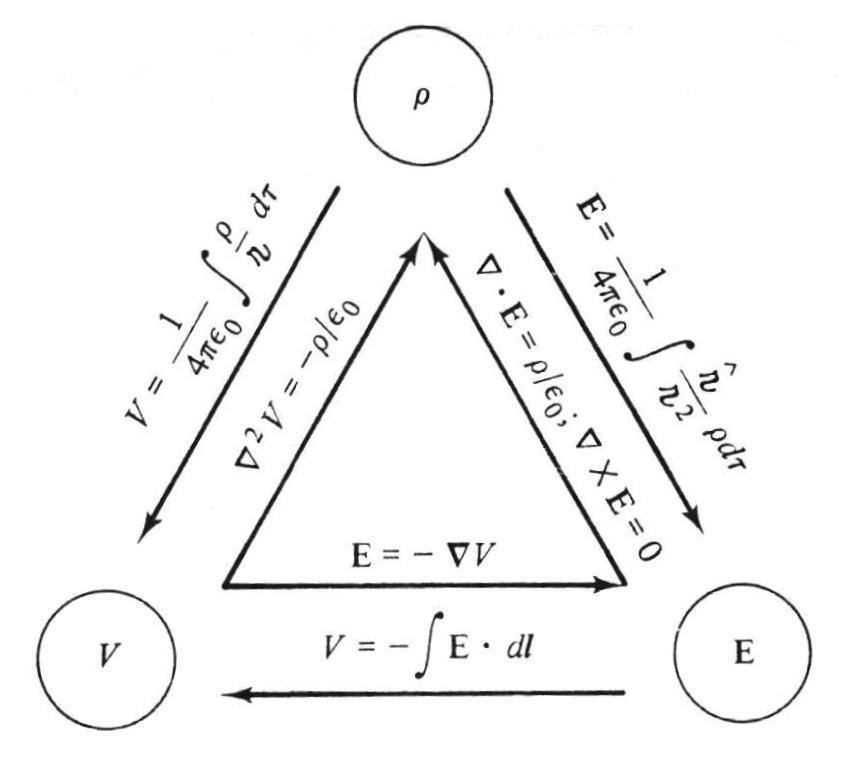 ρ
V = 1/4πϵ₀ ∫ ρ/𝓇 dτ
∇²V = −ρ/ϵ₀
∇ · E = ρ/ϵ₀; ∇ × E = 0
E = 1/4πϵ₀ ∫ 𝓇̂/𝓇² ρdτ
E = − ∇V
V = − ∫ E · dl
V
E